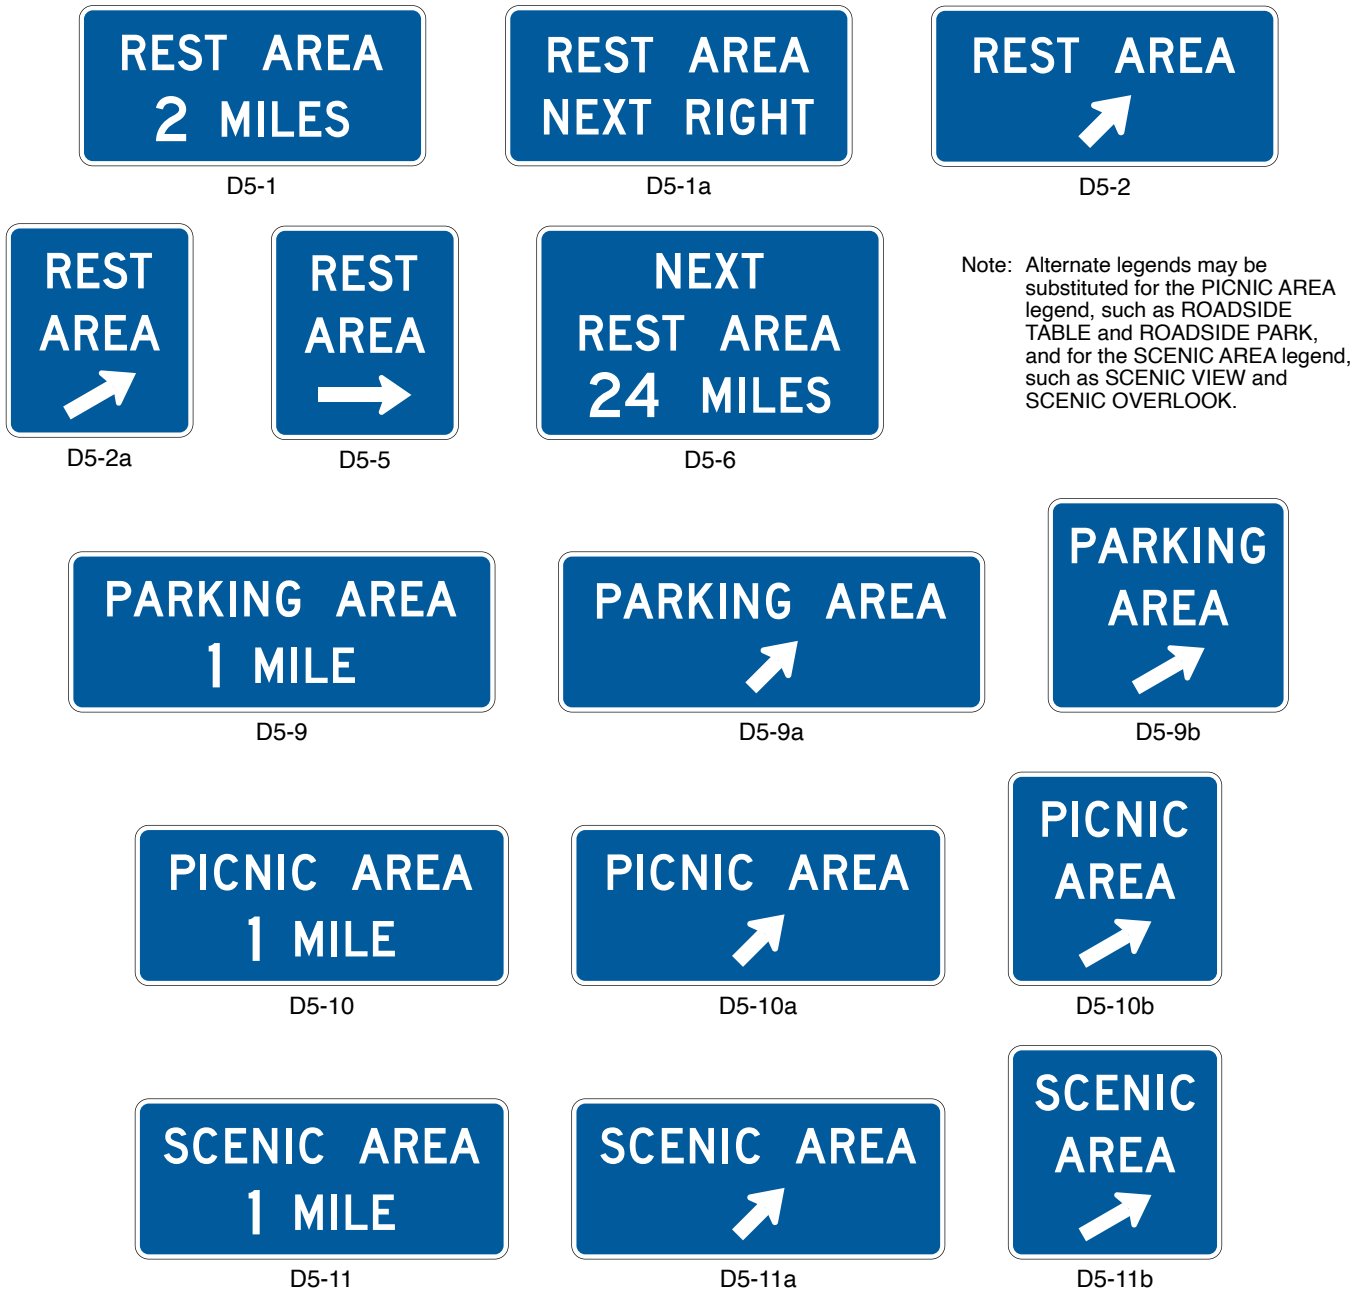 REST AREA
2 MILES
D5-1
REST AREA
NEXT RIGHT
D5-1a
REST AREA
D5-2
REST
AREA
D5-2a
REST
AREA
D5-5
NEXT
REST AREA
24 MILES
D5-6
Note: Alternate legends may be
substituted for the PICNIC AREA
legend, such as ROADSIDE
TABLE and ROADSIDE PARK,
and for the SCENIC AREA legend,
such as SCENIC VIEW and
SCENIC OVERLOOK.
PARKING AREA
1 MILE
D5-9
PARKING AREA
D5-9a
PARKING
AREA
D5-9b
PICNIC AREA
1 MILE
D5-10
PICNIC AREA
D5-10a
PICNIC
AREA
D5-10b
SCENIC AREA
1 MILE
D5-11
SCENIC AREA
D5-11a
SCENIC
AREA
D5-11b